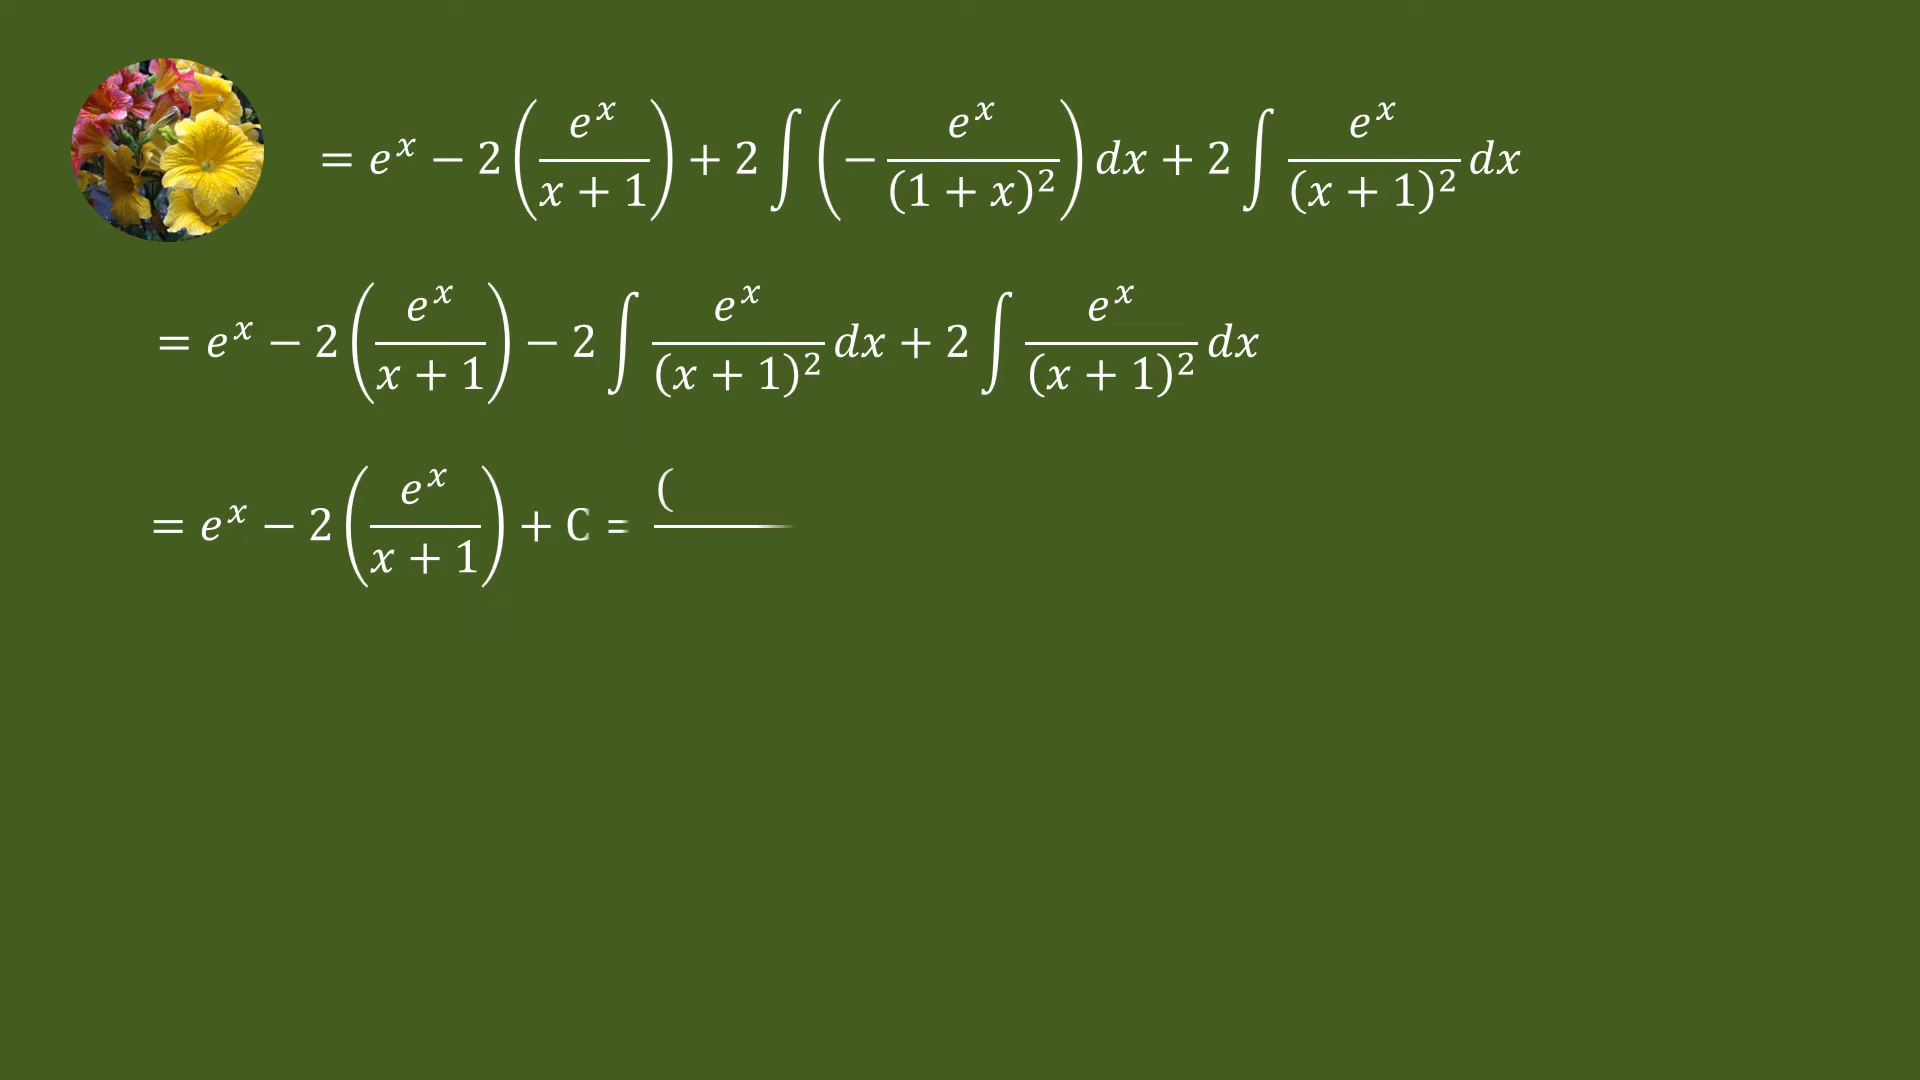 = e^x − 2(e^x/(x + 1)) + 2∫(−e^x/(1 + x)^2)dx + 2∫e^x/(x + 1)^2 dx
= e^x − 2(e^x/(x + 1)) − 2∫e^x/(x + 1)^2 dx + 2∫e^x/(x + 1)^2 dx
= e^x − 2(e^x/(x + 1)) + C = (